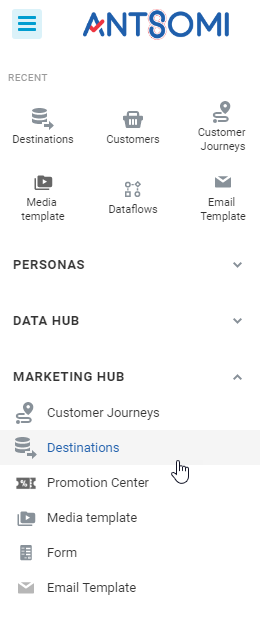 ANTSOMI
RECENT
Destinations
Customers
Customer
Journeys
Media
template
Dataflows
Email
Template
PERSONAS
DATA HUB
MARKETING HUB
Customer Journeys
Destinations
Promotion Center
Media template
Form
Email Template